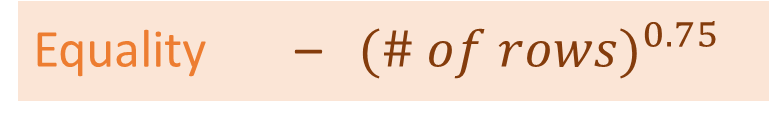 Equality – (# of rows)^0.75